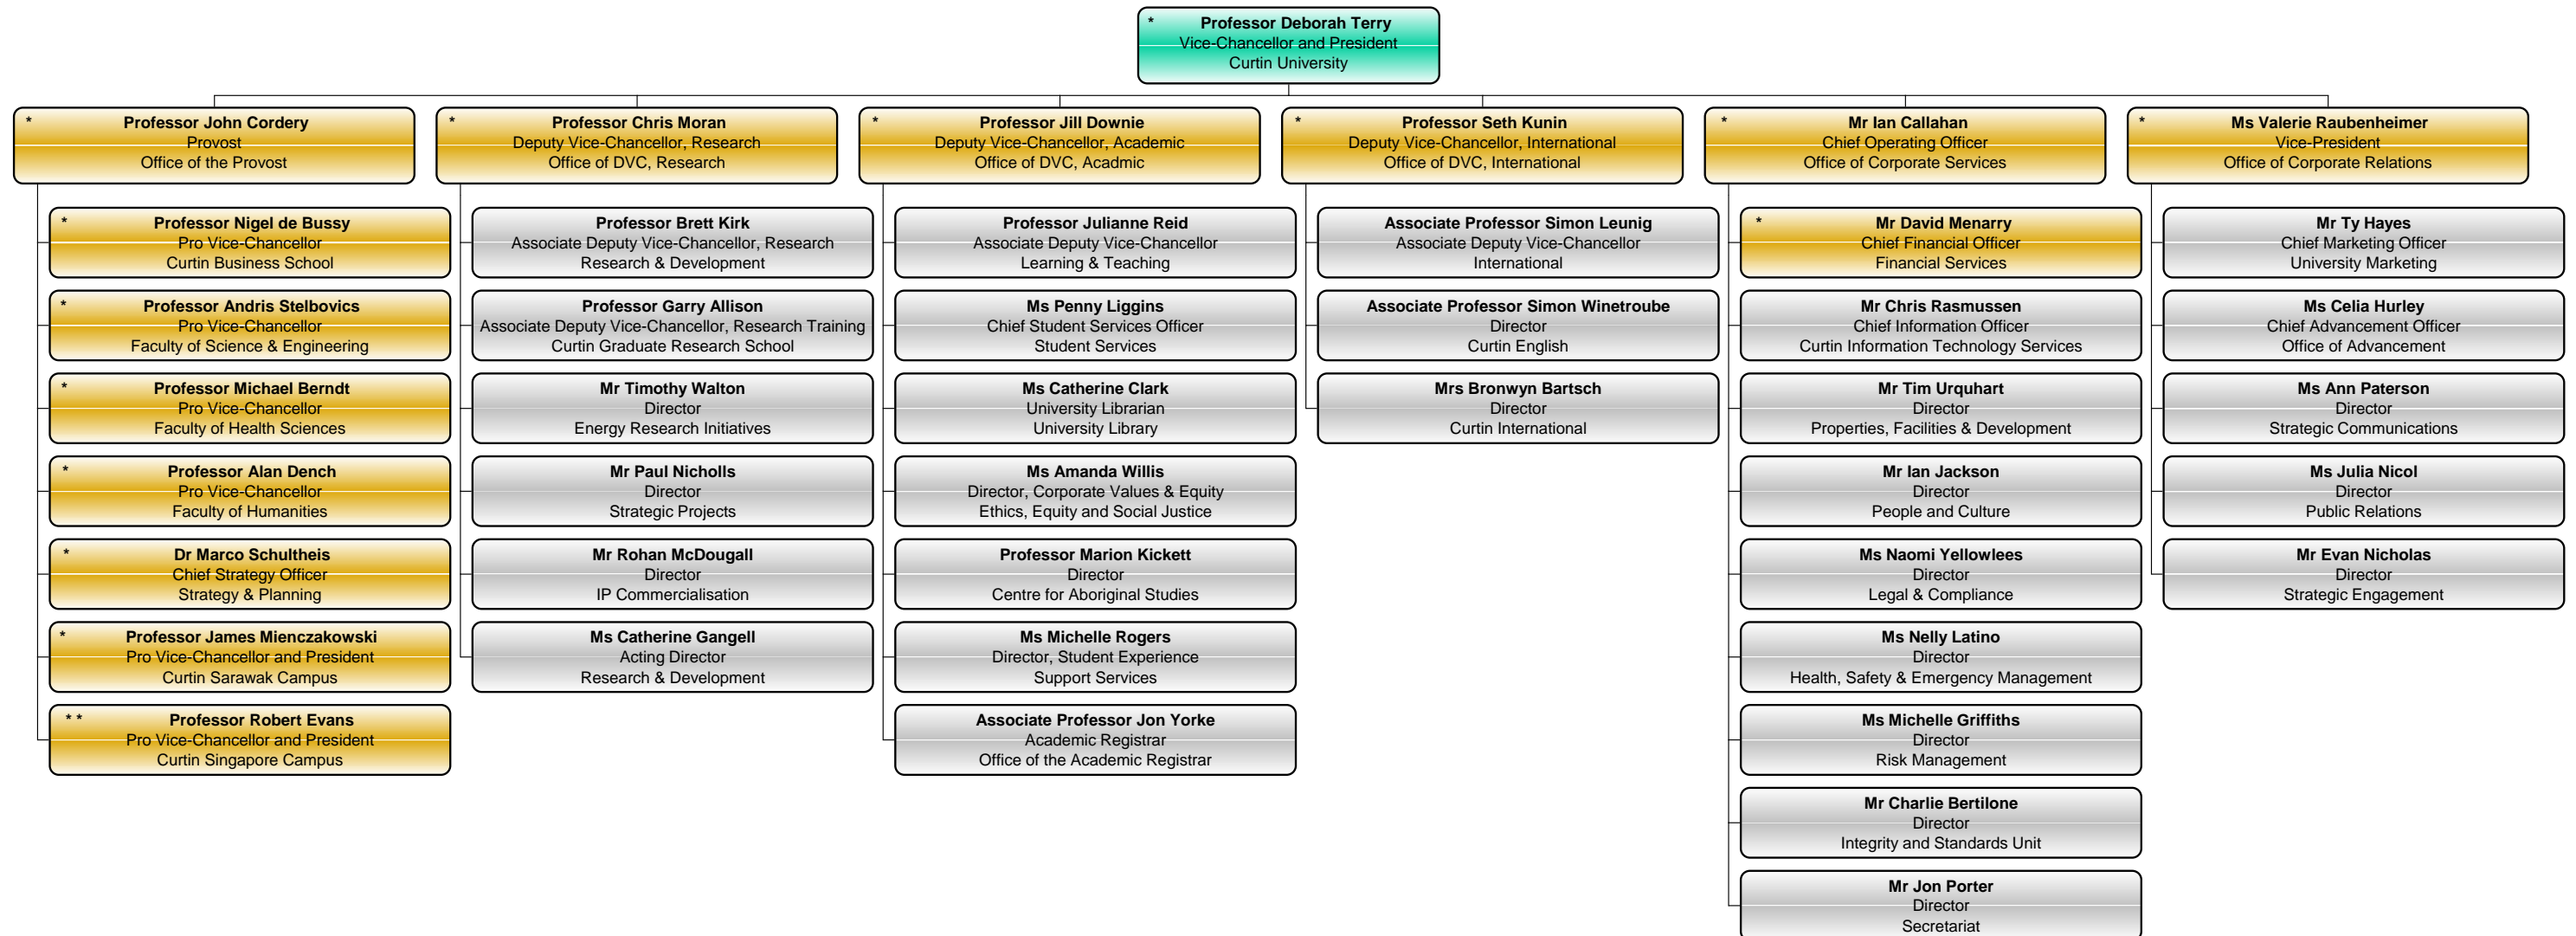 * Professor Deborah Terry
Vice-Chancellor and President
Curtin University
* Professor John Cordery
Provost
Office of the Provost
* Professor Nigel de Bussy
Pro Vice-Chancellor
Curtin Business School
* Professor Andris Stelbovics
Pro Vice-Chancellor
Faculty of Science & Engineering
* Professor Michael Berndt
Pro Vice-Chancellor
Faculty of Health Sciences
* Professor Alan Dench
Pro Vice-Chancellor
Faculty of Humanities
* Dr Marco Schultheis
Chief Strategy Officer
Strategy & Planning
* Professor James Mienczakowski
Pro Vice-Chancellor and President
Curtin Sarawak Campus
* * Professor Robert Evans
Pro Vice-Chancellor and President
Curtin Singapore Campus
* Professor Chris Moran
Deputy Vice-Chancellor, Research
Office of DVC, Research
Professor Brett Kirk
Associate Deputy Vice-Chancellor, Research
Research & Development
Professor Garry Allison
Associate Deputy Vice-Chancellor, Research Training
Curtin Graduate Research School
Mr Timothy Walton
Director
Energy Research Initiatives
Mr Paul Nicholls
Director
Strategic Projects
Mr Rohan McDougall
Director
IP Commercialisation
Ms Catherine Gangell
Acting Director
Research & Development
* Professor Jill Downie
Deputy Vice-Chancellor, Academic
Office of DVC, Acadmic
Professor Julianne Reid
Associate Deputy Vice-Chancellor
Learning & Teaching
Ms Penny Liggins
Chief Student Services Officer
Student Services
Ms Catherine Clark
University Librarian
University Library
Ms Amanda Willis
Director, Corporate Values & Equity
Ethics, Equity and Social Justice
Professor Marion Kickett
Director
Centre for Aboriginal Studies
Ms Michelle Rogers
Director, Student Experience
Support Services
Associate Professor Jon Yorke
Academic Registrar
Office of the Academic Registrar
* Professor Seth Kunin
Deputy Vice-Chancellor, International
Office of DVC, International
Associate Professor Simon Leunig
Associate Deputy Vice-Chancellor
International
Associate Professor Simon Winetroube
Director
Curtin English
Mrs Bronwyn Bartsch
Director
Curtin International
* Mr Ian Callahan
Chief Operating Officer
Office of Corporate Services
* Mr David Menarry
Chief Financial Officer
Financial Services
Mr Chris Rasmussen
Chief Information Officer
Curtin Information Technology Services
Mr Tim Urquhart
Director
Properties, Facilities & Development
Mr Ian Jackson
Director
People and Culture
Ms Naomi Yellowlees
Director
Legal & Compliance
Ms Nelly Latino
Director
Health, Safety & Emergency Management
Ms Michelle Griffiths
Director
Risk Management
Mr Charlie Bertilone
Director
Integrity and Standards Unit
Mr Jon Porter
Director
Secretariat
* Ms Valerie Raubenheimer
Vice-President
Office of Corporate Relations
Mr Ty Hayes
Chief Marketing Officer
University Marketing
Ms Celia Hurley
Chief Advancement Officer
Office of Advancement
Ms Ann Paterson
Director
Strategic Communications
Ms Julia Nicol
Director
Public Relations
Mr Evan Nicholas
Director
Strategic Engagement